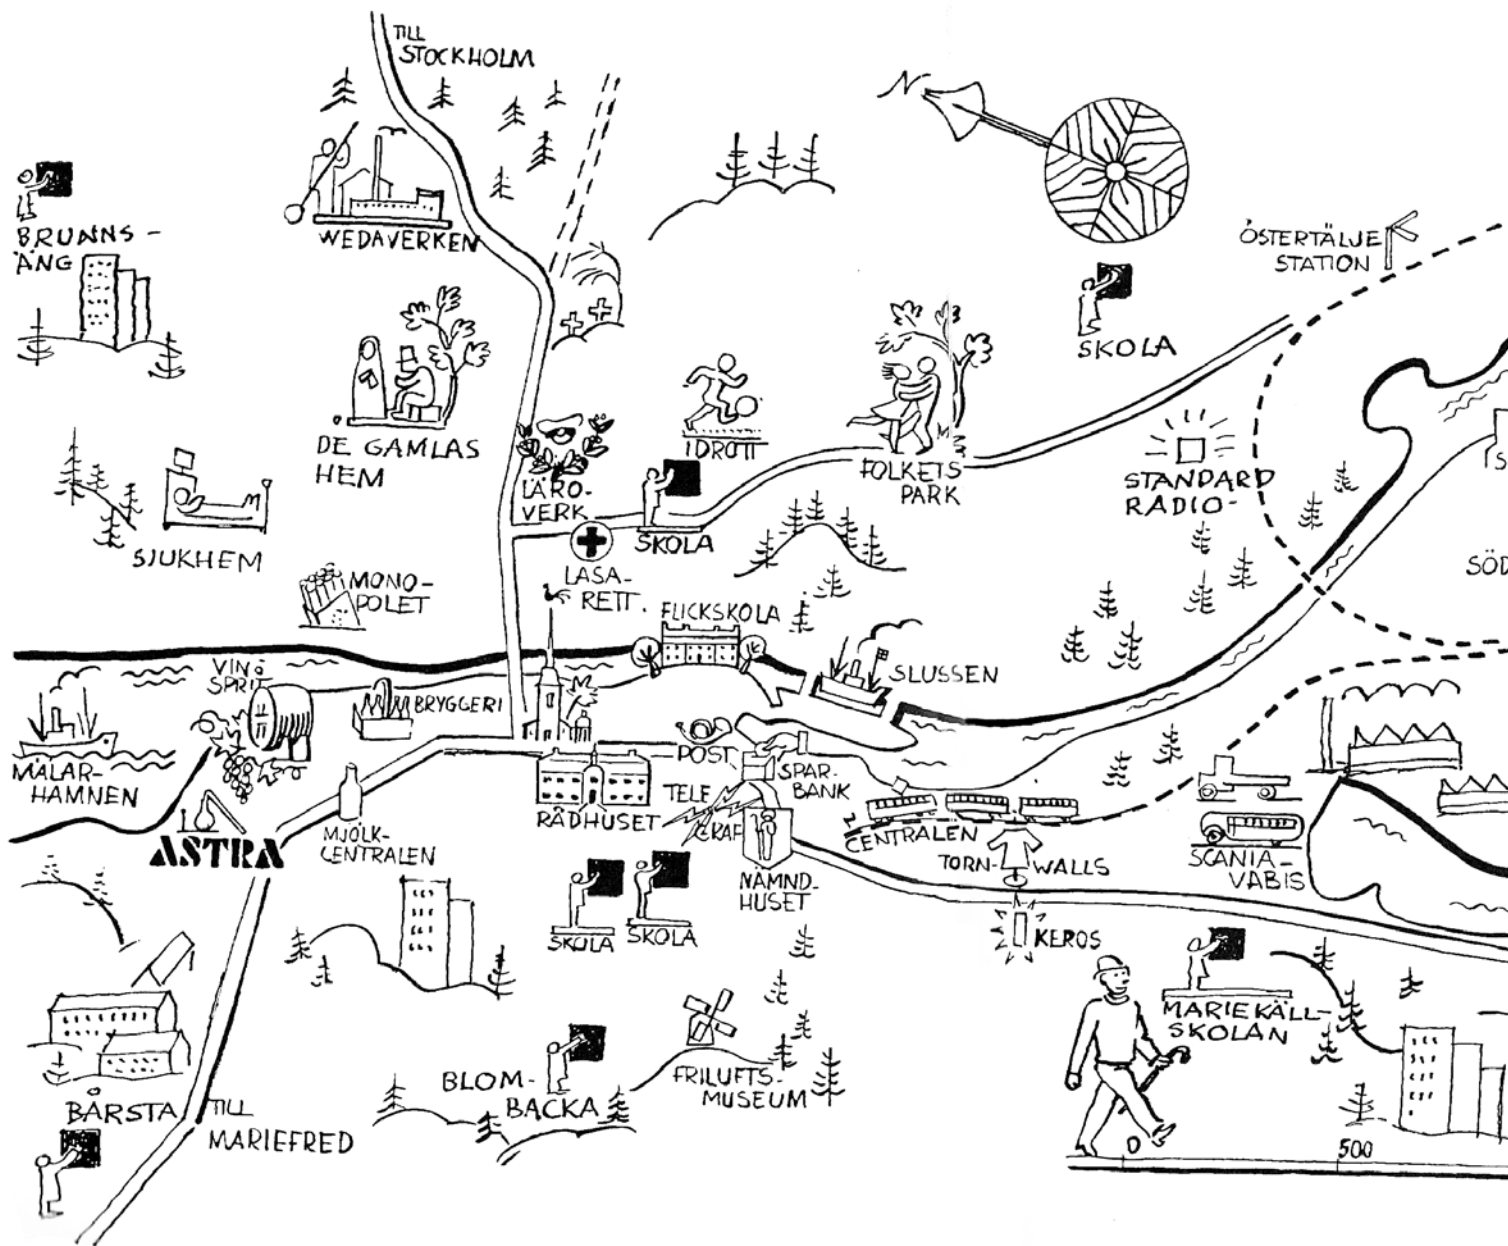 TILL
STOCKHOLM
N
BRUNNS-
ÄNG
WEDAVERKEN
ÖSTERTÄLJE
STATION
SKOLA
DE GAMLAS
HEM
IDROTT
FOLKETS
PARK
STANDARD
RADIO-
LÄRO-
VERK
SKOLA
SJUKHEM
MONO-
POLET
LASA-
RETT.
FLICKSKOLA
SÖD
VIN &
SPRIT
BRYGGERI
SLUSSEN
MÄLAR-
HAMNEN
POST
SPAR-
BANK
TELE
GRAF
RÅDHUSET
CENTRALEN
MJÖLK-
CENTRALEN
ASTRA
TORN-WALLS
SCANIA-
VABIS
NÄMND-
HUSET
SKOLA
SKOLA
KEROS
MARIEKÄLL-
SKOLAN
BLOM-
BACKA
FRILUFTS-
MUSEUM
BÅRSTA
TILL
MARIEFRED
0
500